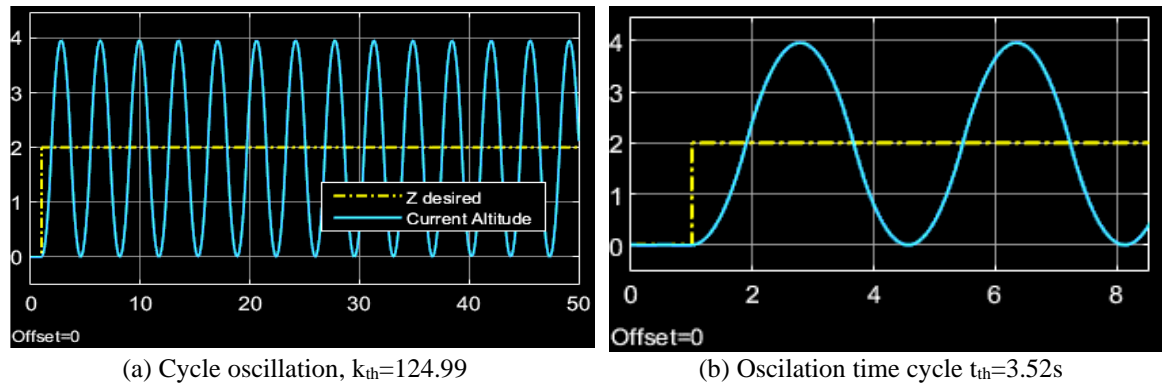 4
3
2
1
0
Z desired
Current Altitude
0 10 20 30 40 50
Offset=0
(a) Cycle oscillation, kth=124.99
4
3
2
1
0
0 2 4 6 8
Offset=0
(b) Oscilation time cycle tth=3.52s